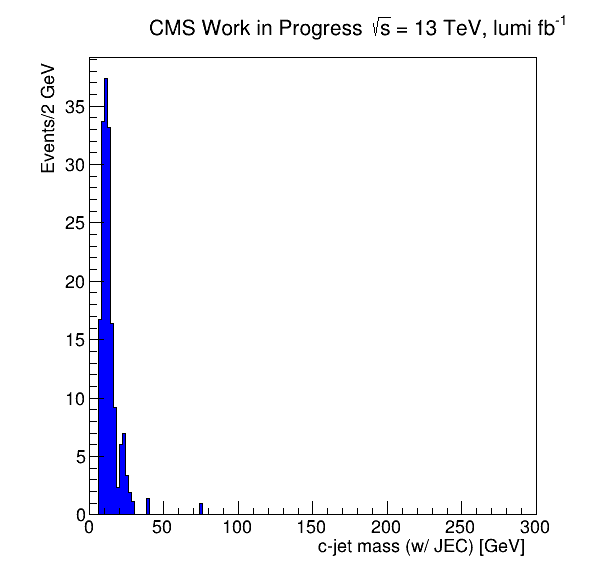 CMS Work in Progress √s = 13 TeV, lumi fb⁻¹
Events/2 GeV
35
30
25
20
15
10
5
0
0 50 100 150 200 250 300
c-jet mass (w/ JEC) [GeV]